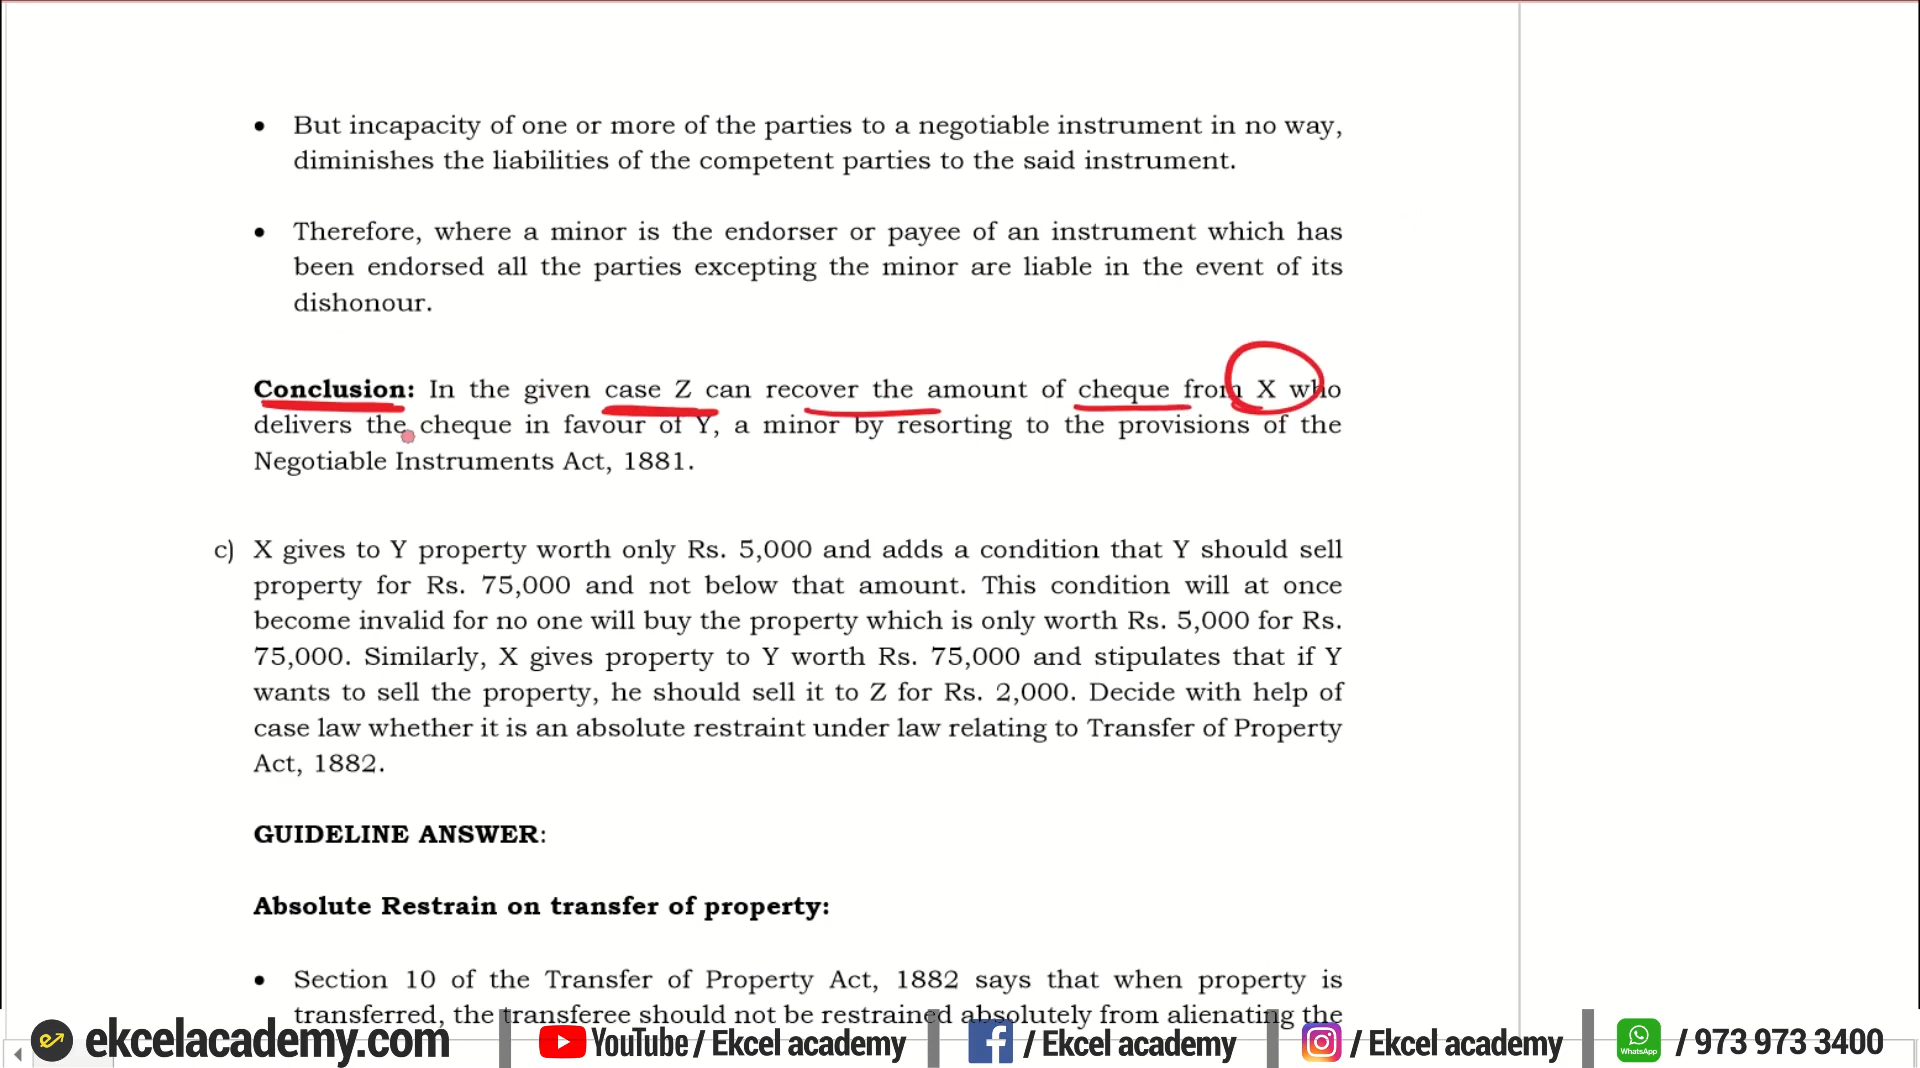 • But incapacity of one or more of the parties to a negotiable instrument in no way,
diminishes the liabilities of the competent parties to the said instrument.
• Therefore, where a minor is the endorser or payee of an instrument which has
been endorsed all the parties excepting the minor are liable in the event of its
dishonour.
Conclusion: In the given case Z can recover the amount of cheque from X who
delivers the cheque in favour of Y, a minor by resorting to the provisions of the
Negotiable Instruments Act, 1881.
c) X gives to Y property worth only Rs. 5,000 and adds a condition that Y should sell
property for Rs. 75,000 and not below that amount. This condition will at once
become invalid for no one will buy the property which is only worth Rs. 5,000 for Rs.
75,000. Similarly, X gives property to Y worth Rs. 75,000 and stipulates that if Y
wants to sell the property, he should sell it to Z for Rs. 2,000. Decide with help of
case law whether it is an absolute restraint under law relating to Transfer of Property
Act, 1882.
GUIDELINE ANSWER:
Absolute Restrain on transfer of property:
• Section 10 of the Transfer of Property Act, 1882 says that when property is
transferred, the transferee should not be restrained absolutely from alienating the
ekcelacademy.com YouTube / Ekcel academy / Ekcel academy / Ekcel academy WhatsApp / 973 973 3400